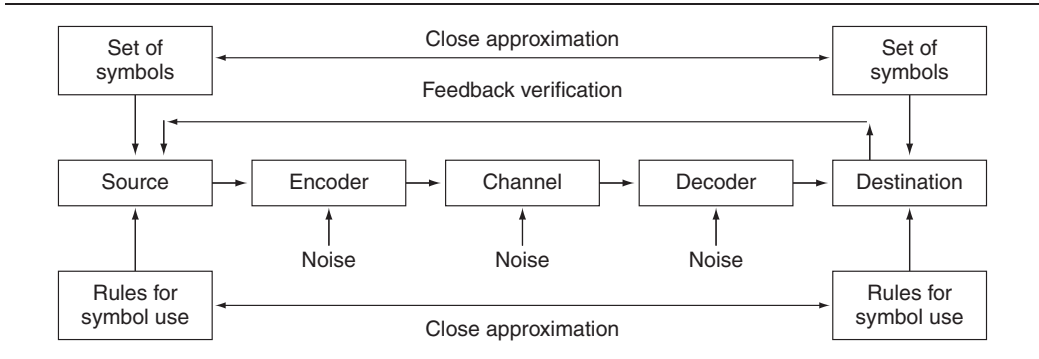 Set of
symbols
Close approximation
Set of
symbols
Feedback verification
Source
Encoder
Channel
Decoder
Destination
Noise
Noise
Noise
Rules for
symbol use
Close approximation
Rules for
symbol use